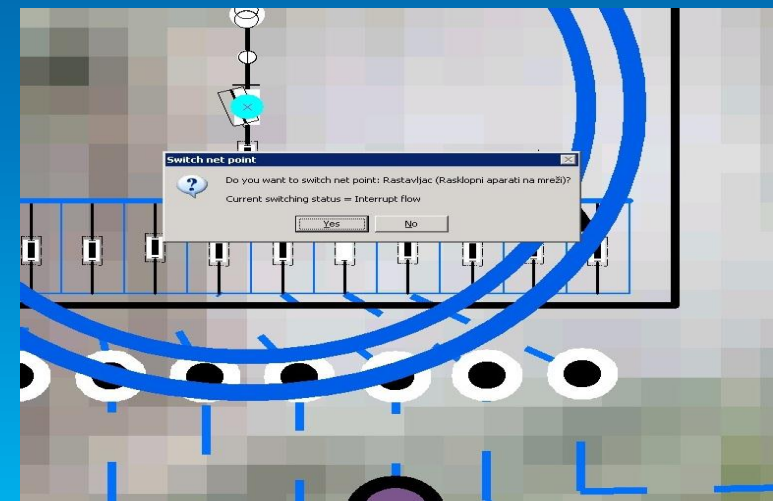 Switch net point
Do you want to switch net point: Rastavljac (Rasklopni aparati na mreži)?
Current switching status = Interrupt flow
Yes
No